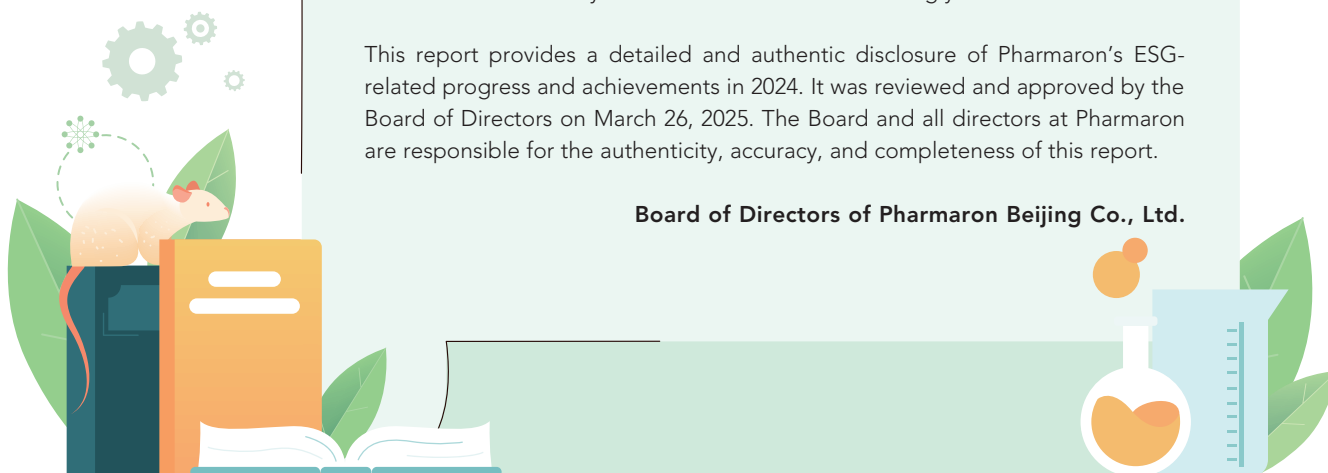 This report provides a detailed and authentic disclosure of Pharmaron’s ESG-
related progress and achievements in 2024. It was reviewed and approved by the
Board of Directors on March 26, 2025. The Board and all directors at Pharmaron
are responsible for the authenticity, accuracy, and completeness of this report.
Board of Directors of Pharmaron Beijing Co., Ltd.